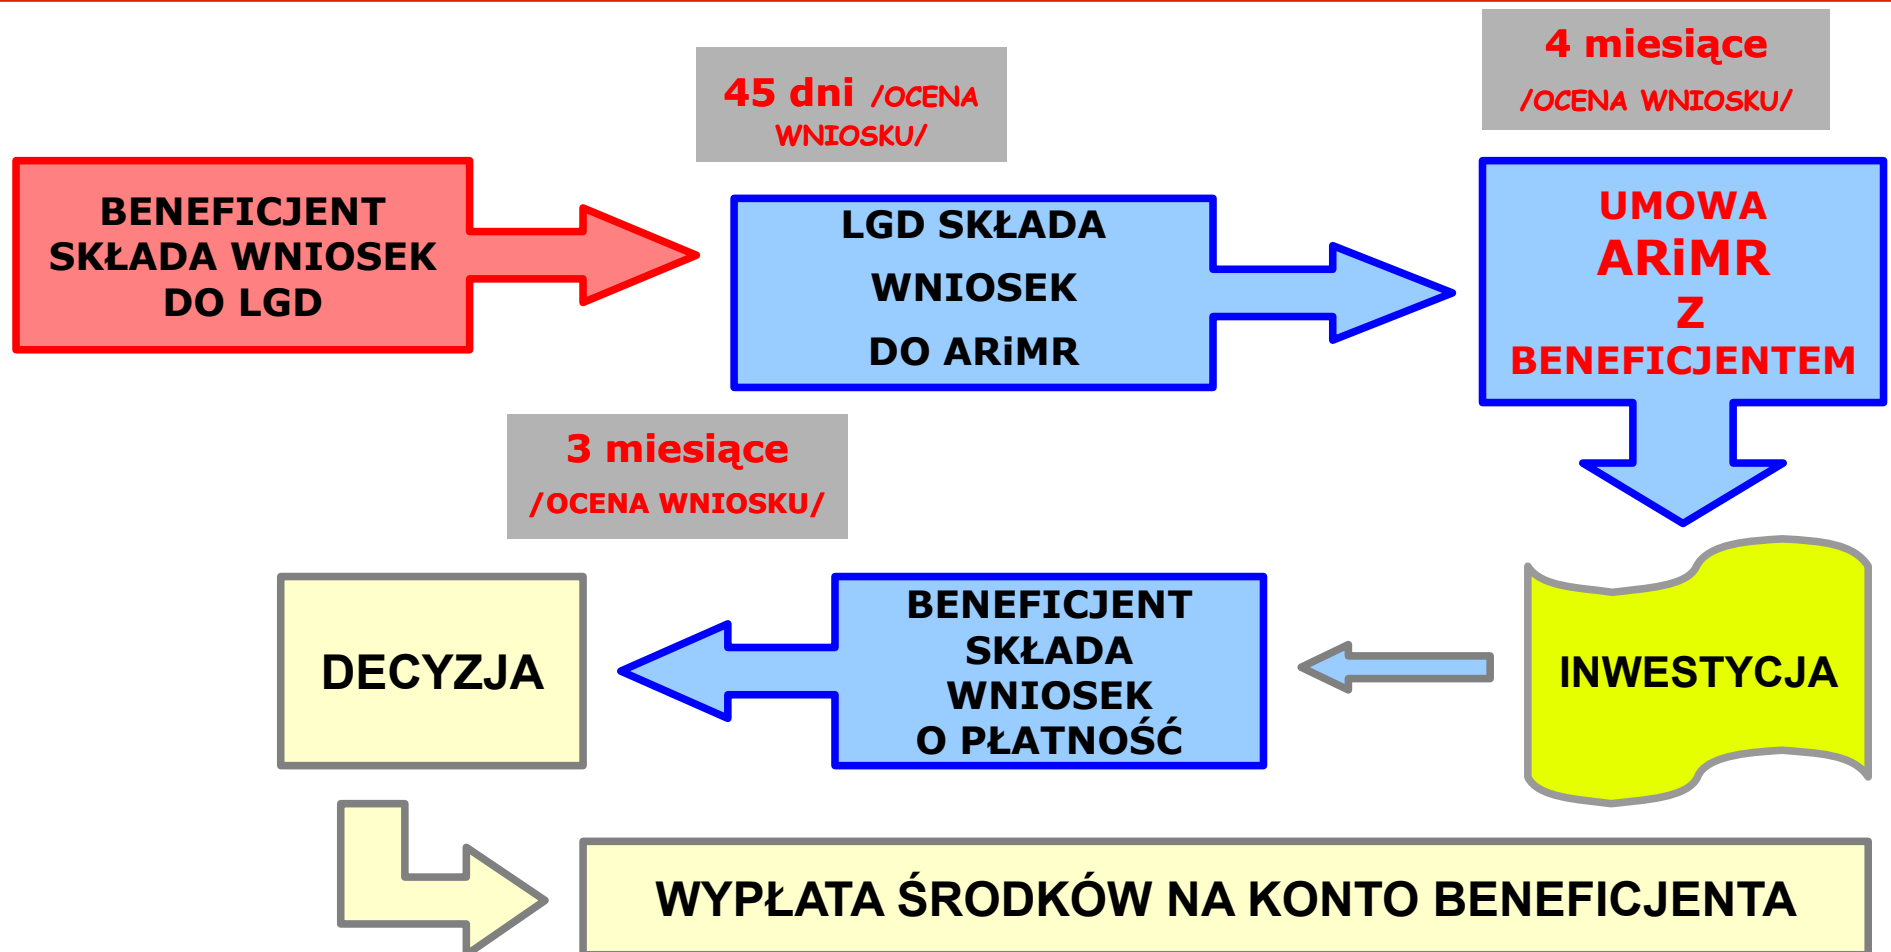 4 miesiące
/OCENA WNIOSKU/
45 dni /OCENA
WNIOSKU/
BENEFICJENT
SKŁADA WNIOSEK
DO LGD
LGD SKŁADA
WNIOSEK
DO ARiMR
UMOWA
ARiMR
Z
BENEFICJENTEM
3 miesiące
/OCENA WNIOSKU/
INWESTYCJA
BENEFICJENT
SKŁADA
WNIOSEK
O PŁATNOŚĆ
DECYZJA
WYPŁATA ŚRODKÓW NA KONTO BENEFICJENTA